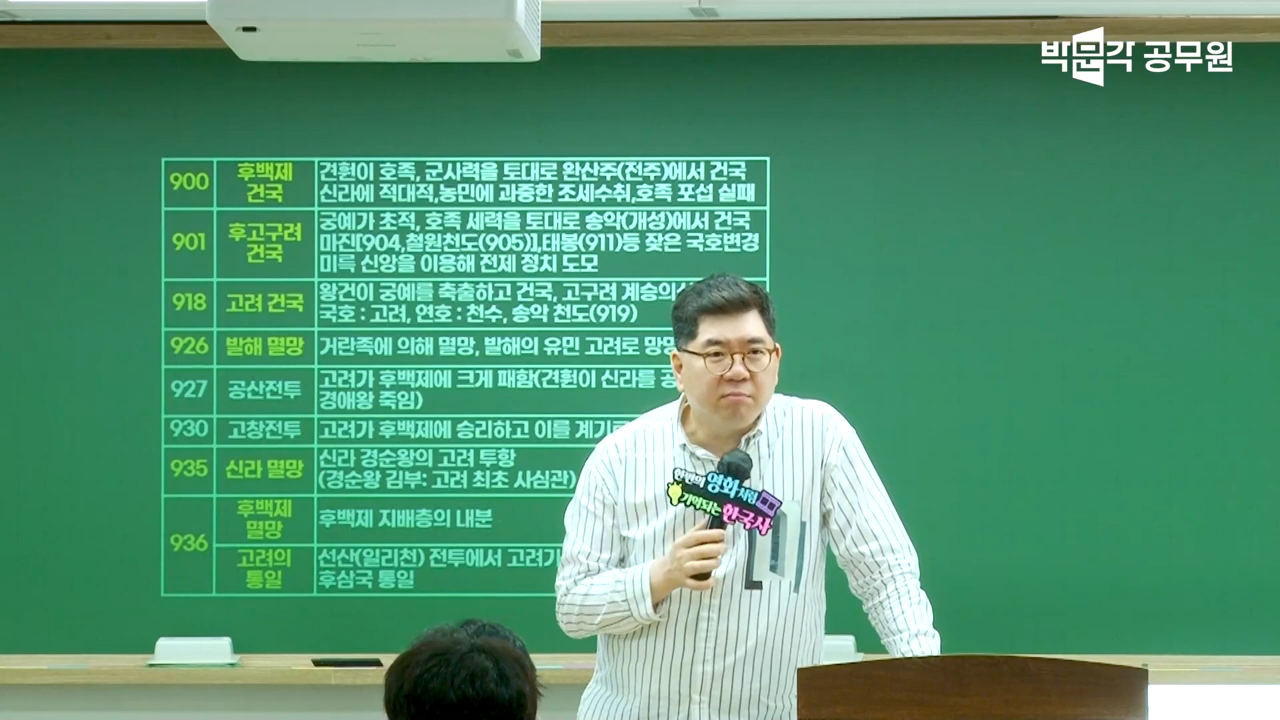 박문각 공무원
900
후백제
건국
견훤이 호족, 군사력을 토대로 완산주(전주)에서 건국
신라에 적대적,농민에 과중한 조세수취,호족 포섭 실패
901
후고구려
건국
궁예가 초적, 호족 세력을 토대로 송악(개성)에서 건국
마진[904,철원천도(905)],태봉(911)등 잦은 국호변경
미륵 신앙을 이용해 전제 정치 도모
918
고려 건국
왕건이 궁예를 축출하고 건국, 고구려
국호 : 고려, 연호 : 천수, 송악 천도(919)
926
발해 멸망
거란족에 의해 멸망, 발해의 유민 고려로
927
공산전투
고려가 후백제에 크게 패함(견훤이 신라를
경애왕 죽임)
930
고창전투
고려가 후백제에 승리하고 이를
935
신라 멸망
신라 경순왕의 고려 투항
(경순왕 김부: 고려 최초 사심관)
936
후백제
멸망
후백제 지배층의 내분
고려의
통일
선산(일리천) 전투에서
후삼국 통일
한편의 영화처럼
기억되는 한국사